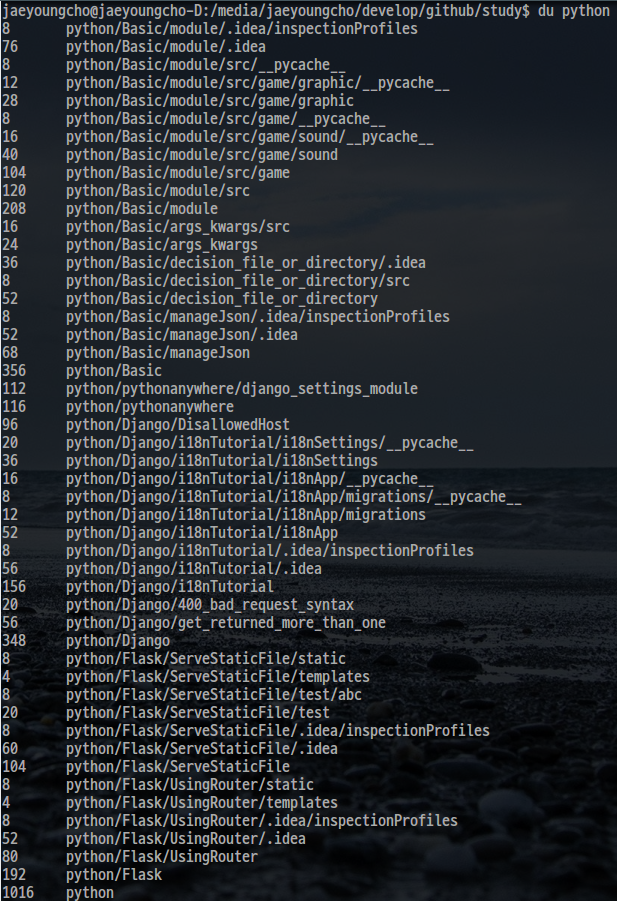 jaeyoungcho@jaeyoungcho-D:/media/jaeyoungcho/develop/github/study$ du python
8       python/Basic/module/.idea/inspectionProfiles
76      python/Basic/module/.idea
8       python/Basic/module/src/__pycache__
12      python/Basic/module/src/game/graphic/__pycache__
28      python/Basic/module/src/game/graphic
8       python/Basic/module/src/game/__pycache__
16      python/Basic/module/src/game/sound/__pycache__
40      python/Basic/module/src/game/sound
104     python/Basic/module/src/game
120     python/Basic/module/src
208     python/Basic/module
16      python/Basic/args_kwargs/src
24      python/Basic/args_kwargs
36      python/Basic/decision_file_or_directory/.idea
8       python/Basic/decision_file_or_directory/src
52      python/Basic/decision_file_or_directory
8       python/Basic/manageJson/.idea/inspectionProfiles
52      python/Basic/manageJson/.idea
68      python/Basic/manageJson
356     python/Basic
112     python/pythonanywhere/django_settings_module
116     python/pythonanywhere
96      python/Django/DisallowedHost
20      python/Django/i18nTutorial/i18nSettings/__pycache__
36      python/Django/i18nTutorial/i18nSettings
16      python/Django/i18nTutorial/i18nApp/__pycache__
8       python/Django/i18nTutorial/i18nApp/migrations/__pycache__
12      python/Django/i18nTutorial/i18nApp/migrations
52      python/Django/i18nTutorial/i18nApp
8       python/Django/i18nTutorial/.idea/inspectionProfiles
56      python/Django/i18nTutorial/.idea
156     python/Django/i18nTutorial
20      python/Django/400_bad_request_syntax
56      python/Django/get_returned_more_than_one
348     python/Django
8       python/Flask/ServeStaticFile/static
4       python/Flask/ServeStaticFile/templates
8       python/Flask/ServeStaticFile/test/abc
20      python/Flask/ServeStaticFile/test
8       python/Flask/ServeStaticFile/.idea/inspectionProfiles
60      python/Flask/ServeStaticFile/.idea
104     python/Flask/ServeStaticFile
8       python/Flask/UsingRouter/static
4       python/Flask/UsingRouter/templates
8       python/Flask/UsingRouter/.idea/inspectionProfiles
52      python/Flask/UsingRouter/.idea
80      python/Flask/UsingRouter
192     python/Flask
1016    python